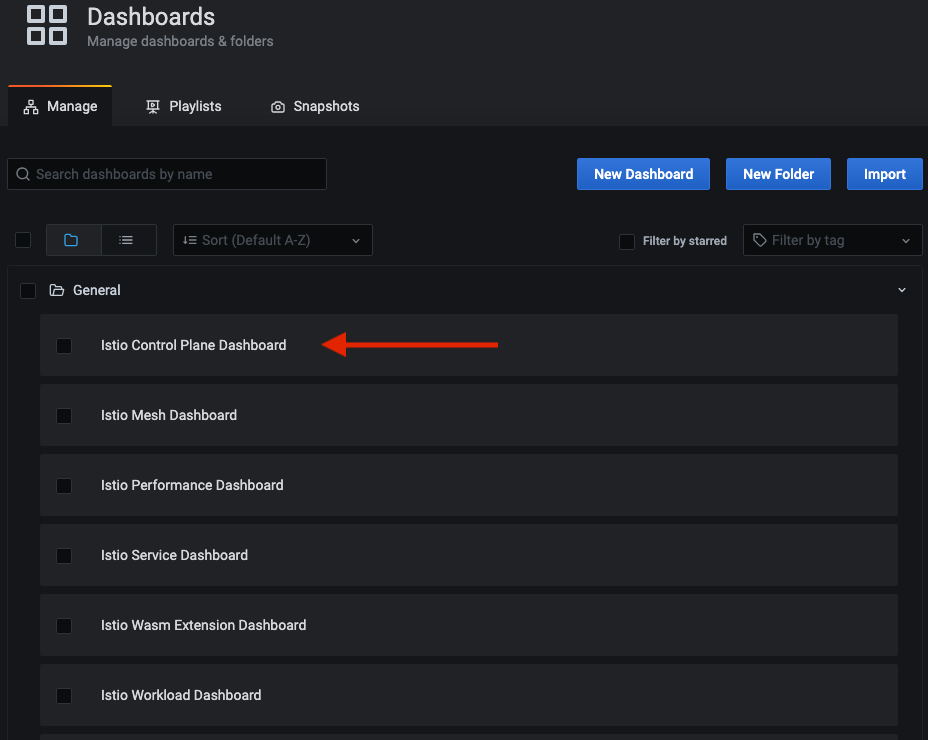 Dashboards
Manage dashboards & folders
Manage Playlists Snapshots
Search dashboards by name New Dashboard New Folder Import
Sort (Default A-Z) Filter by starred Filter by tag
General
Istio Control Plane Dashboard
Istio Mesh Dashboard
Istio Performance Dashboard
Istio Service Dashboard
Istio Wasm Extension Dashboard
Istio Workload Dashboard